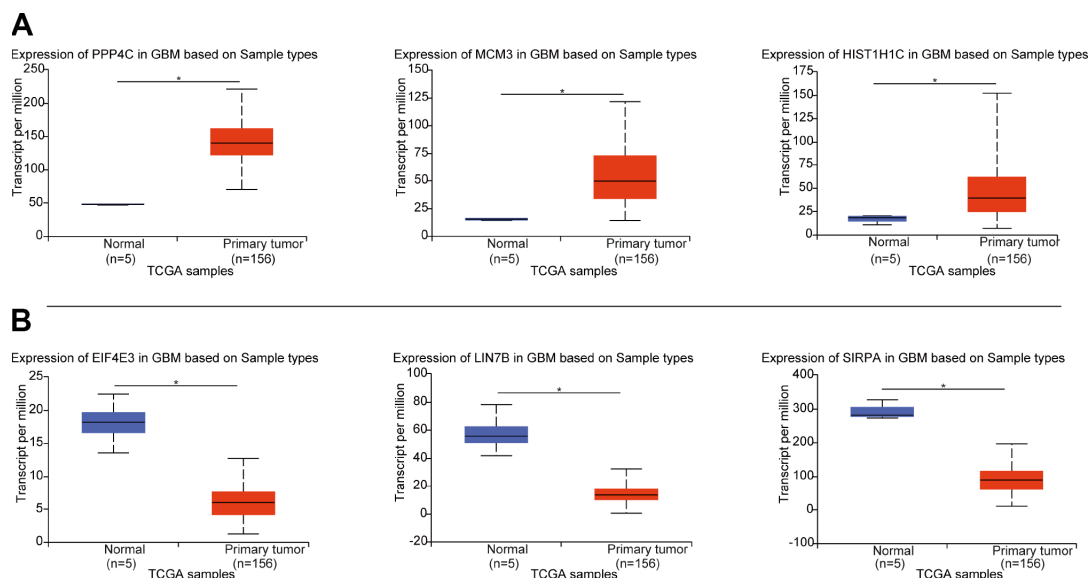 A
Expression of PPP4C in GBM based on Sample types
Transcript per million
250
200
150
100
50
0
*
Normal
(n=5)
Primary tumor
(n=156)
TCGA samples
Expression of MCM3 in GBM based on Sample types
Transcript per million
150
125
100
75
50
25
0
*
Normal
(n=5)
Primary tumor
(n=156)
TCGA samples
Expression of HIST1H1C in GBM based on Sample types
Transcript per million
175
150
125
100
75
50
25
0
*
Normal
(n=5)
Primary tumor
(n=156)
TCGA samples
B
Expression of EIF4E3 in GBM based on Sample types
Transcript per million
25
20
15
10
5
0
*
Normal
(n=5)
Primary tumor
(n=156)
TCGA samples
Expression of LIN7B in GBM based on Sample types
Transcript per million
100
80
60
40
20
0
-20
*
Normal
(n=5)
Primary tumor
(n=156)
TCGA samples
Expression of SIRPA in GBM based on Sample types
Transcript per million
400
300
200
100
0
-100
*
Normal
(n=5)
Primary tumor
(n=156)
TCGA samples